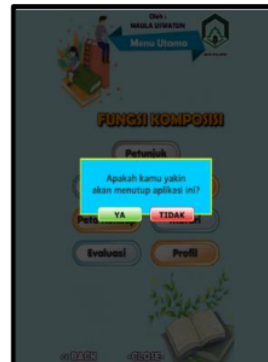 Oleh :
NAULA USWATUN
Menu Utama
FUNGSI KOMPOSISI
Petunjuk
Apakah kamu yakin
akan menutup aplikasi ini?
YA
TIDAK
Evaluasi
Profil
<< BACK
-CLOSE-